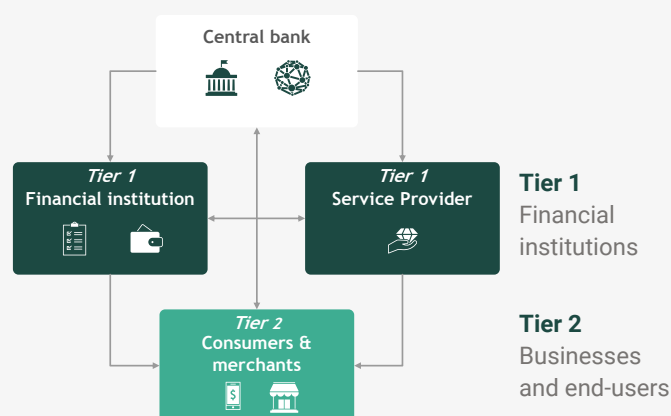 Central bank
Tier 1
Financial institution
Tier 1
Service Provider
Tier 1
Financial
institutions
Tier 2
Consumers &
merchants
$
Tier 2
Businesses
and end-users